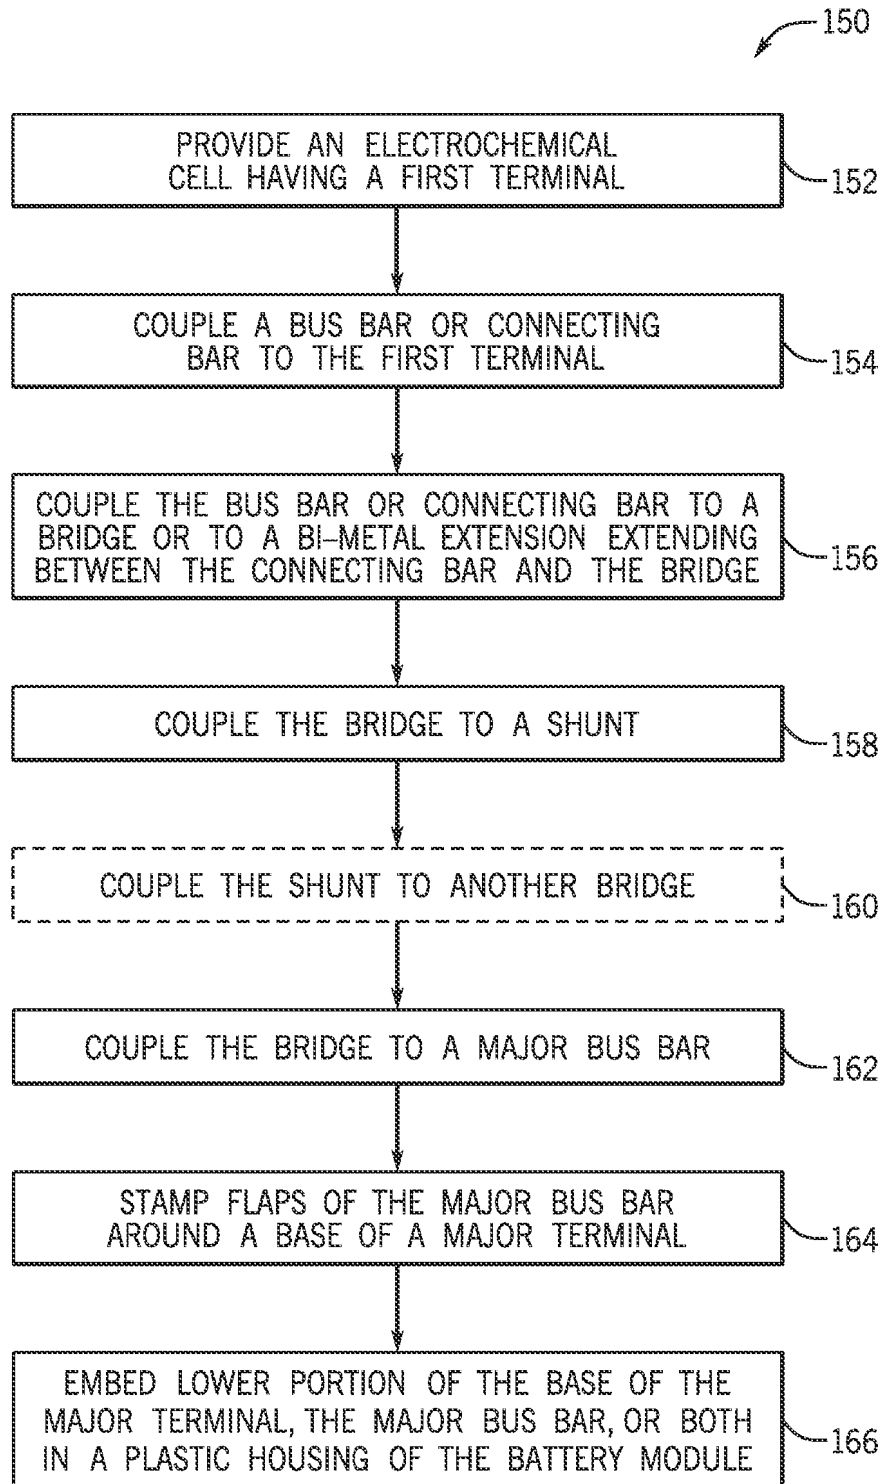 150
PROVIDE AN ELECTROCHEMICAL
CELL HAVING A FIRST TERMINAL
152
COUPLE A BUS BAR OR CONNECTING
BAR TO THE FIRST TERMINAL
154
COUPLE THE BUS BAR OR CONNECTING BAR TO A
BRIDGE OR TO A BI-METAL EXTENSION EXTENDING
BETWEEN THE CONNECTING BAR AND THE BRIDGE
156
COUPLE THE BRIDGE TO A SHUNT
158
COUPLE THE SHUNT TO ANOTHER BRIDGE
160
COUPLE THE BRIDGE TO A MAJOR BUS BAR
162
STAMP FLAPS OF THE MAJOR BUS BAR
AROUND A BASE OF A MAJOR TERMINAL
164
EMBED LOWER PORTION OF THE BASE OF THE
MAJOR TERMINAL, THE MAJOR BUS BAR, OR BOTH
IN A PLASTIC HOUSING OF THE BATTERY MODULE
166